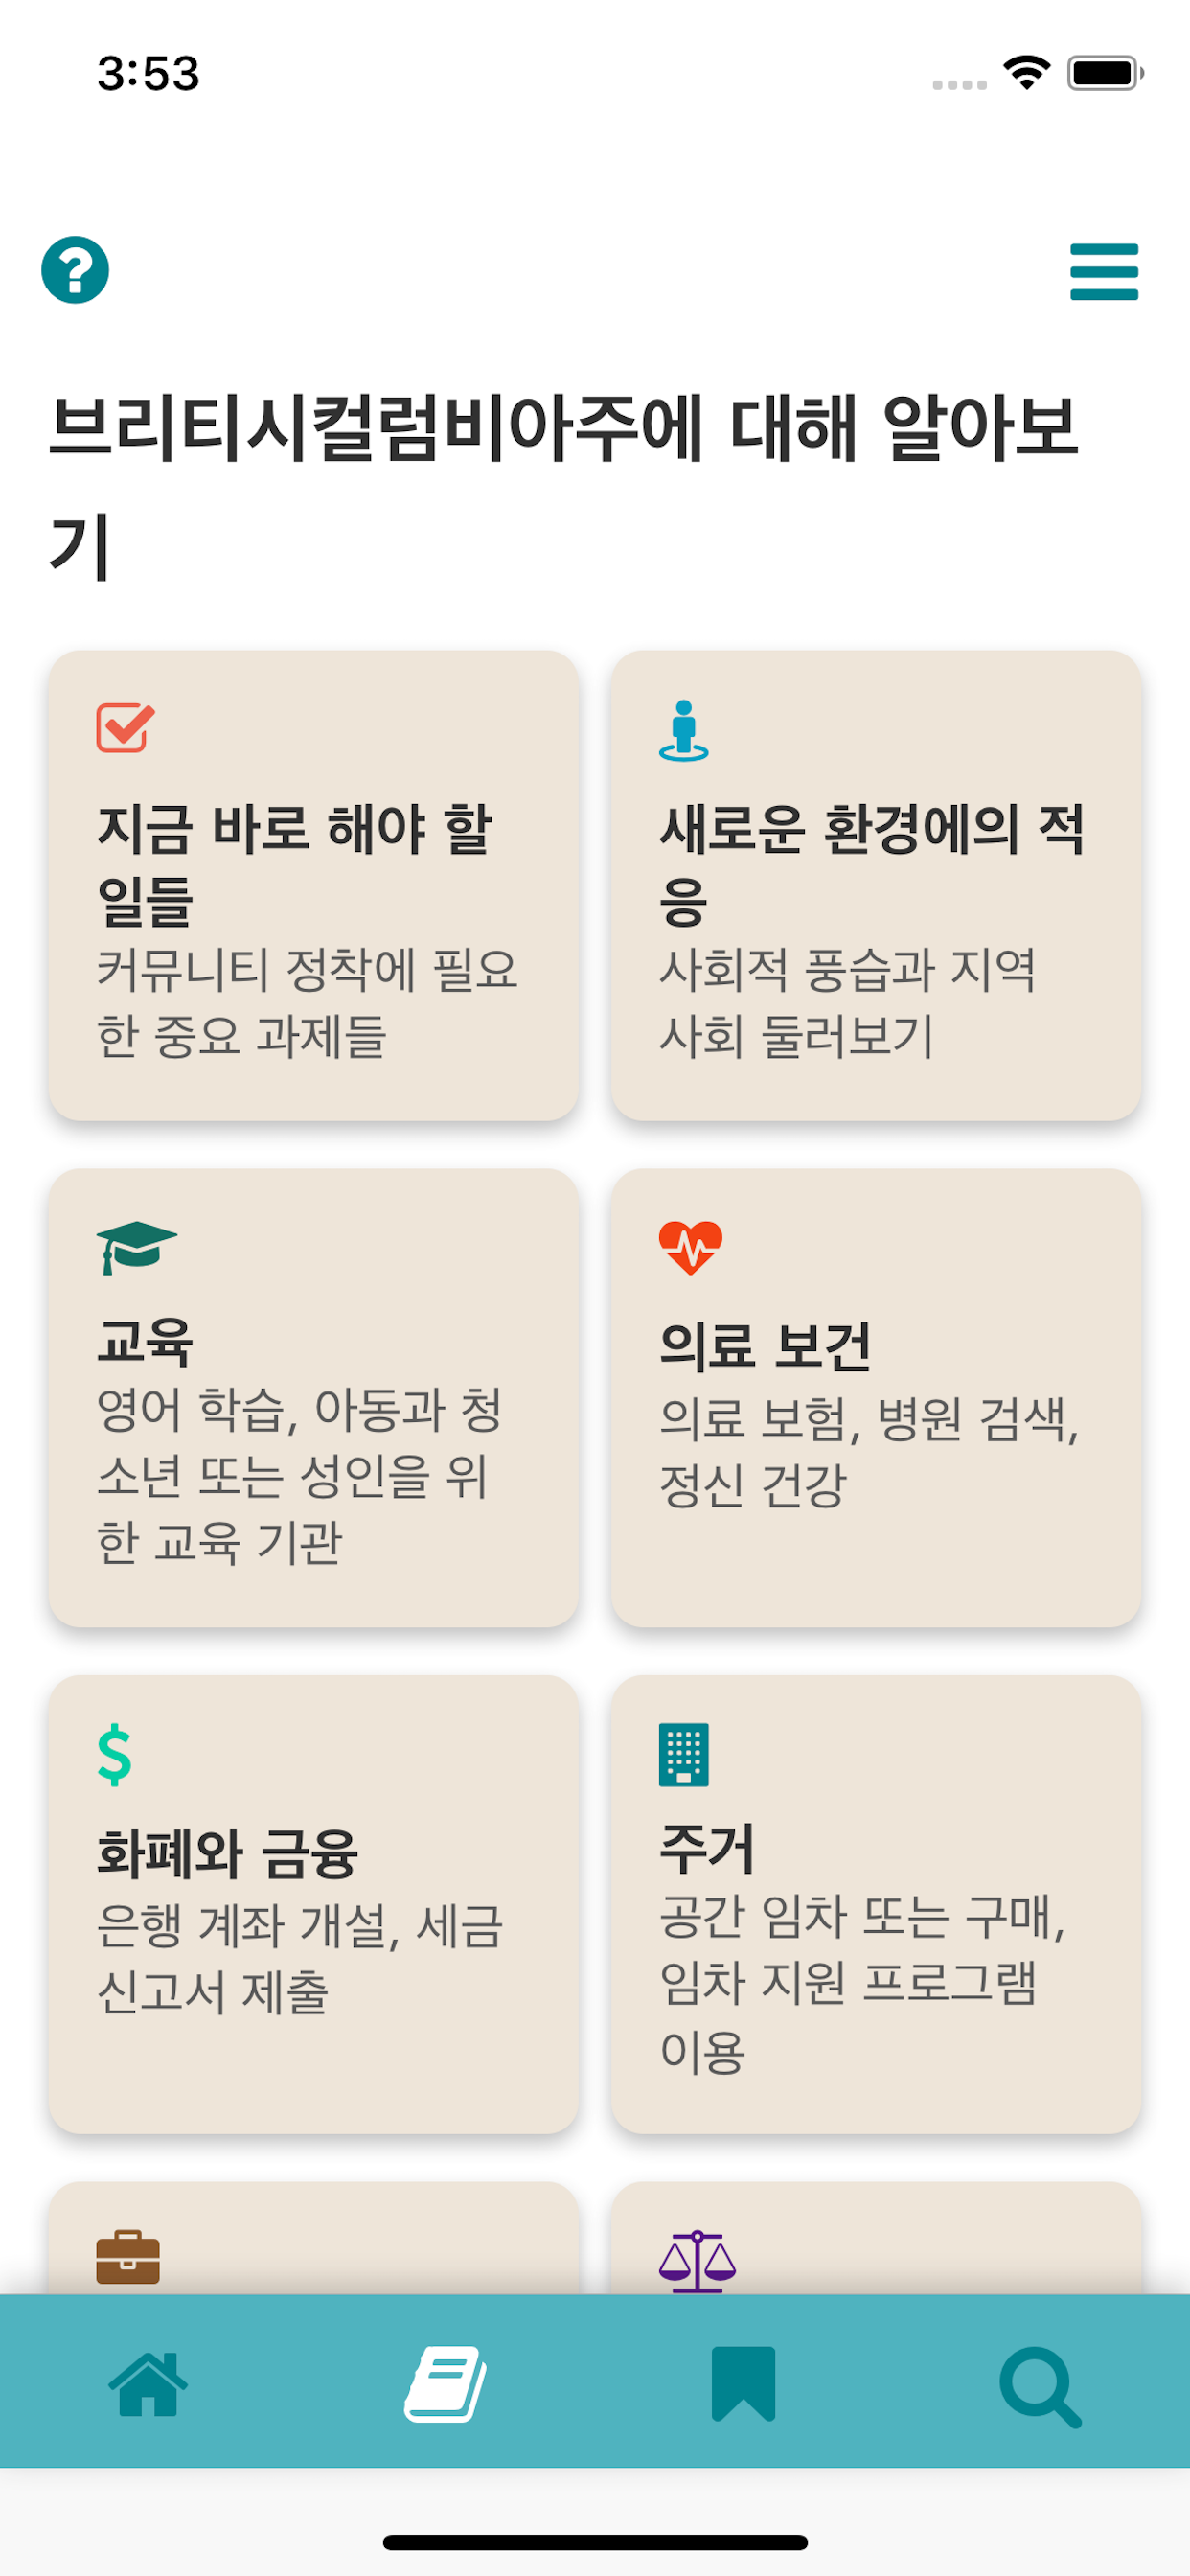 3:53
브리티시컬럼비아주에 대해 알아보
기
지금 바로 해야 할
일들
커뮤니티 정착에 필요
한 중요 과제들
새로운 환경에의 적
응
사회적 풍습과 지역
사회 둘러보기
교육
영어 학습, 아동과 청
소년 또는 성인을 위
한 교육 기관
의료 보건
의료 보험, 병원 검색,
정신 건강
화폐와 금융
은행 계좌 개설, 세금
신고서 제출
주거
공간 임차 또는 구매,
임차 지원 프로그램
이용